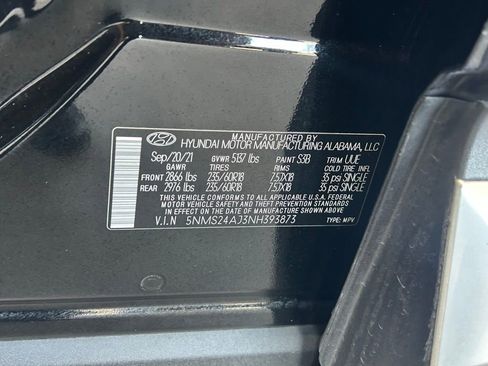 MANUFACTURED BY
HYUNDAI MOTOR MANUFACTURING ALABAMA, LLC
Sep/20/21 GVWR 5137 lbs PAINT S3B TRIM UUE
GAWR TIRES RIMS COLD TIRE INFL.
FRONT 2866 lbs 235/60R18 7.5JX18 35 psi SINGLE
REAR 2976 lbs 235/60R18 7.5JX18 35 psi SINGLE
THIS VEHICLE CONFORMS TO ALL APPLICABLE U.S.A. FEDERAL
MOTOR VEHICLE SAFETY AND THEFT PREVENTION STANDARDS
IN EFFECT ON THE DATE OF MANUFACTURE SHOWN ABOVE.
V.I.N 5NMS24AJ3NH393873 TYPE: MPV